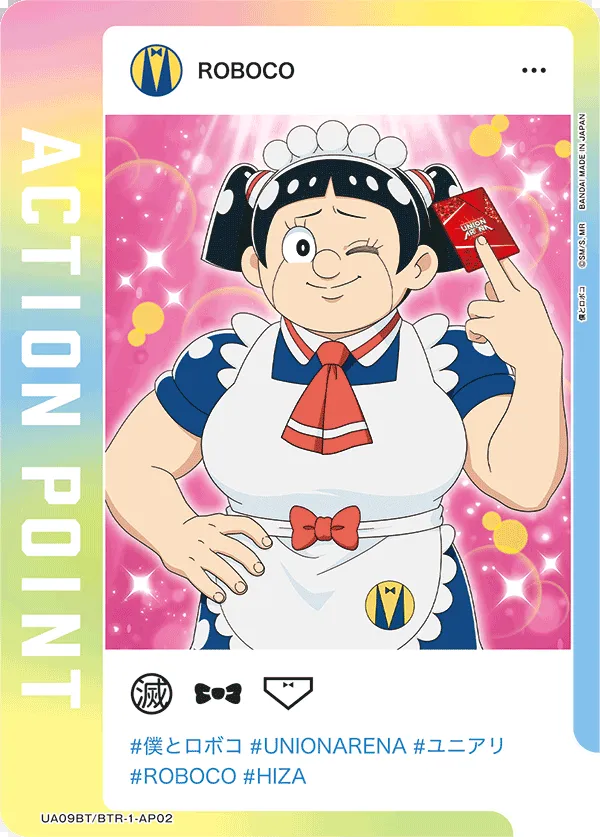 ROBOCO
ACTION POINT
UNION
ARENA
僕とロボコ ©SM/S, MR BANDAI MADE IN JAPAN
滅
#僕とロボコ #UNIONARENA #ユニアリ
#ROBOCO #HIZA
UA09BT/BTR-1-AP02